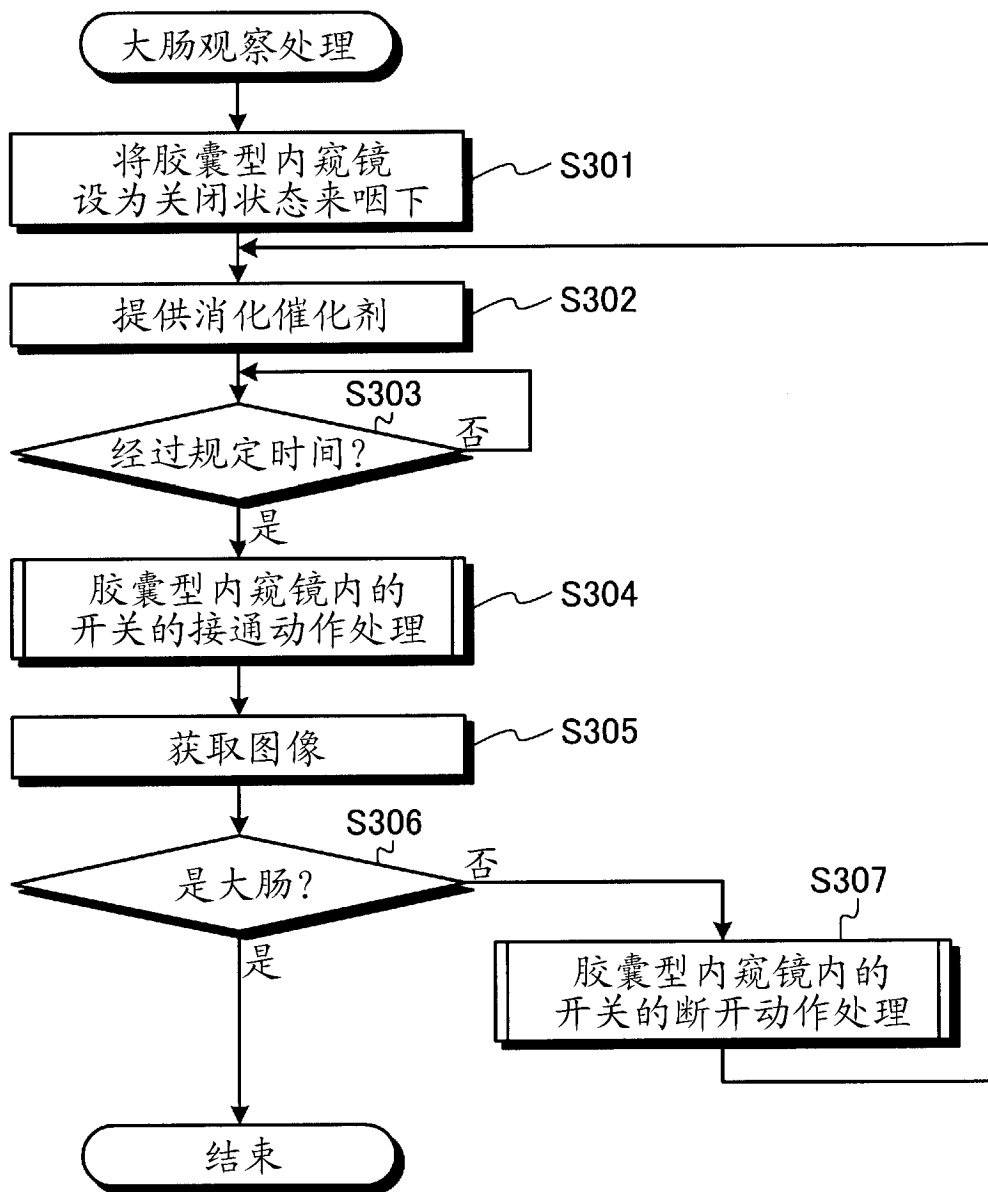 大肠观察处理
将胶囊型内窥镜
设为关闭状态来咽下
S301
提供消化催化剂
S302
S303
经过规定时间?
否
是
胶囊型内窥镜内的
开关的接通动作处理
S304
获取图像
S305
S306
是大肠?
否
是
S307
胶囊型内窥镜内的
开关的断开动作处理
结束